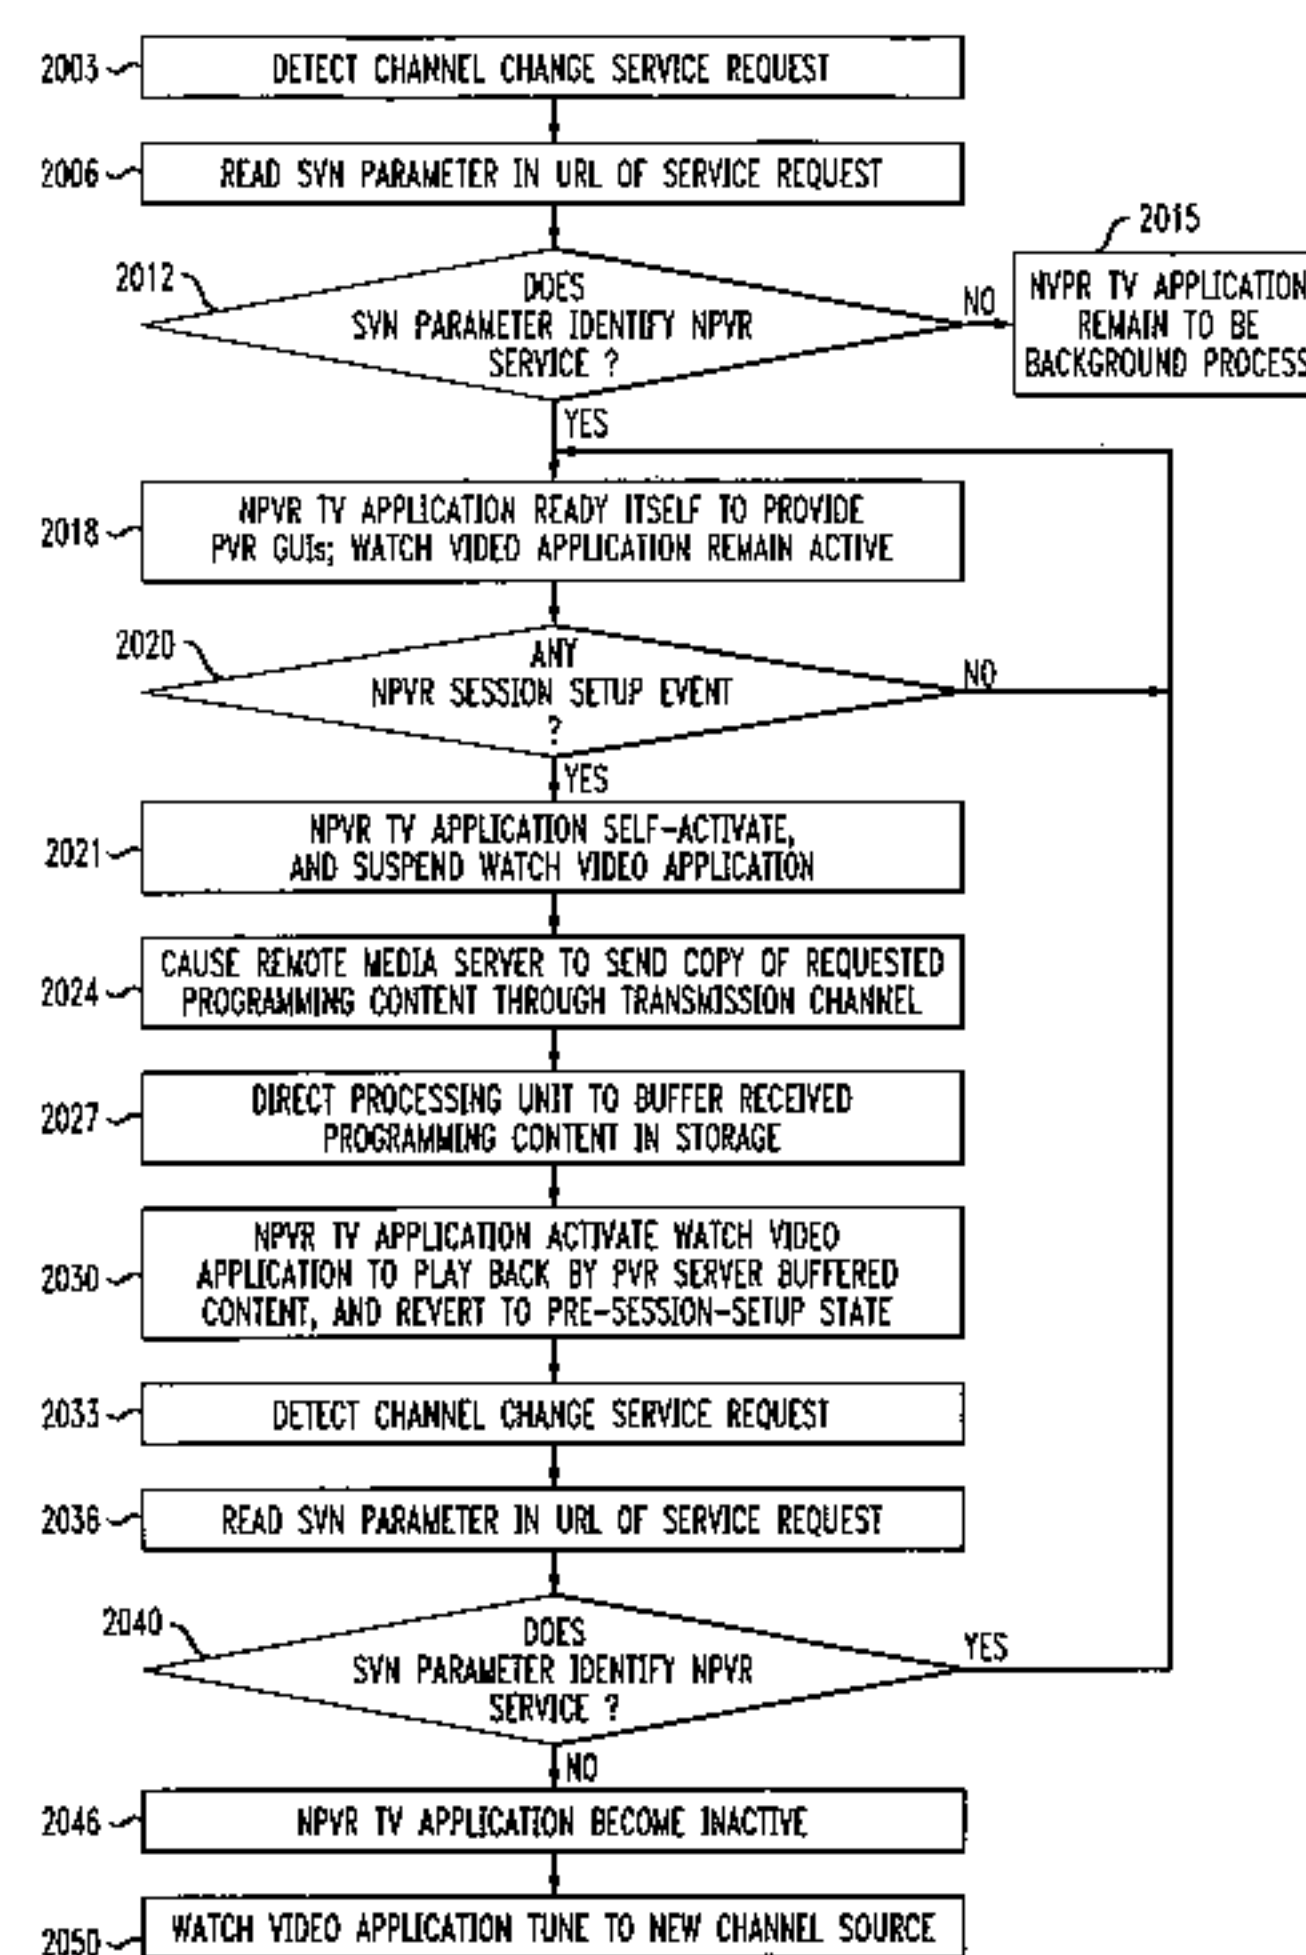 2003
DETECT CHANNEL CHANGE SERVICE REQUEST
2006
READ SVN PARAMETER IN URL OF SERVICE REQUEST
2012
DOES
SVN PARAMETER IDENTIFY NPVR
SERVICE ?
NO
2015
NVPR TV APPLICATION
REMAIN TO BE
BACKGROUND PROCESS
YES
2018
NPVR TV APPLICATION READY ITSELF TO PROVIDE
PVR GUIs; WATCH VIDEO APPLICATION REMAIN ACTIVE
2020
ANY
NPVR SESSION SETUP EVENT
?
NO
YES
2021
NPVR TV APPLICATION SELF-ACTIVATE,
AND SUSPEND WATCH VIDEO APPLICATION
2024
CAUSE REMOTE MEDIA SERVER TO SEND COPY OF REQUESTED
PROGRAMMING CONTENT THROUGH TRANSMISSION CHANNEL
2027
DIRECT PROCESSING UNIT TO BUFFER RECEIVED
PROGRAMMING CONTENT IN STORAGE
2030
NPVR TV APPLICATION ACTIVATE WATCH VIDEO
APPLICATION TO PLAY BACK BY PVR SERVER BUFFERED
CONTENT, AND REVERT TO PRE-SESSION-SETUP STATE
2033
DETECT CHANNEL CHANGE SERVICE REQUEST
2036
READ SVN PARAMETER IN URL OF SERVICE REQUEST
2040
DOES
SVN PARAMETER IDENTIFY NPVR
SERVICE ?
YES
NO
2046
NPVR TV APPLICATION BECOME INACTIVE
2050
WATCH VIDEO APPLICATION TUNE TO NEW CHANNEL SOURCE